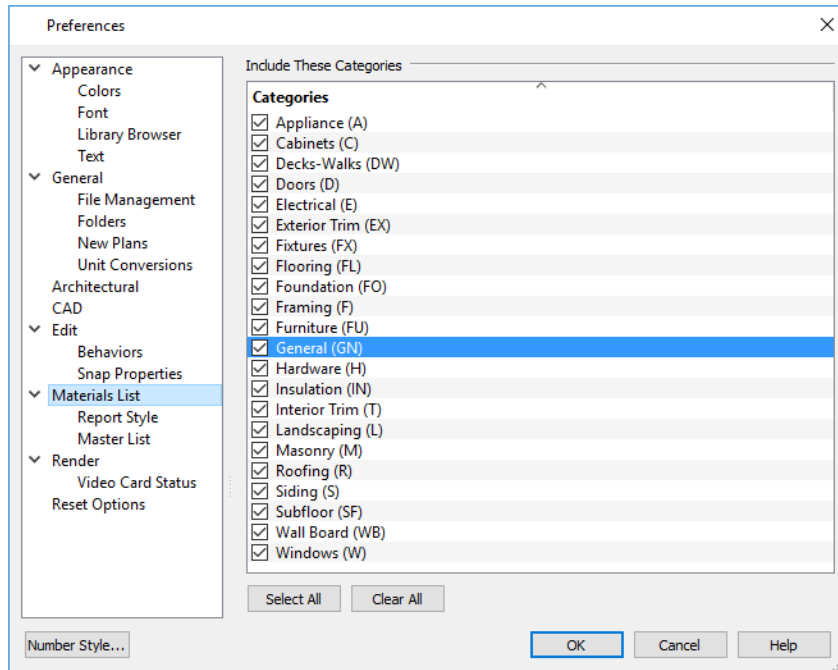 Preferences
Appearance
Colors
Font
Library Browser
Text
General
File Management
Folders
New Plans
Unit Conversions
Architectural
CAD
Edit
Behaviors
Snap Properties
Materials List
Report Style
Master List
Render
Video Card Status
Reset Options
Include These Categories
Categories
Appliance (A)
Cabinets (C)
Decks-Walks (DW)
Doors (D)
Electrical (E)
Exterior Trim (EX)
Fixtures (FX)
Flooring (FL)
Foundation (FO)
Framing (F)
Furniture (FU)
General (GN)
Hardware (H)
Insulation (IN)
Interior Trim (T)
Landscaping (L)
Masonry (M)
Roofing (R)
Siding (S)
Subfloor (SF)
Wall Board (WB)
Windows (W)
Select All Clear All
Number Style... OK Cancel Help